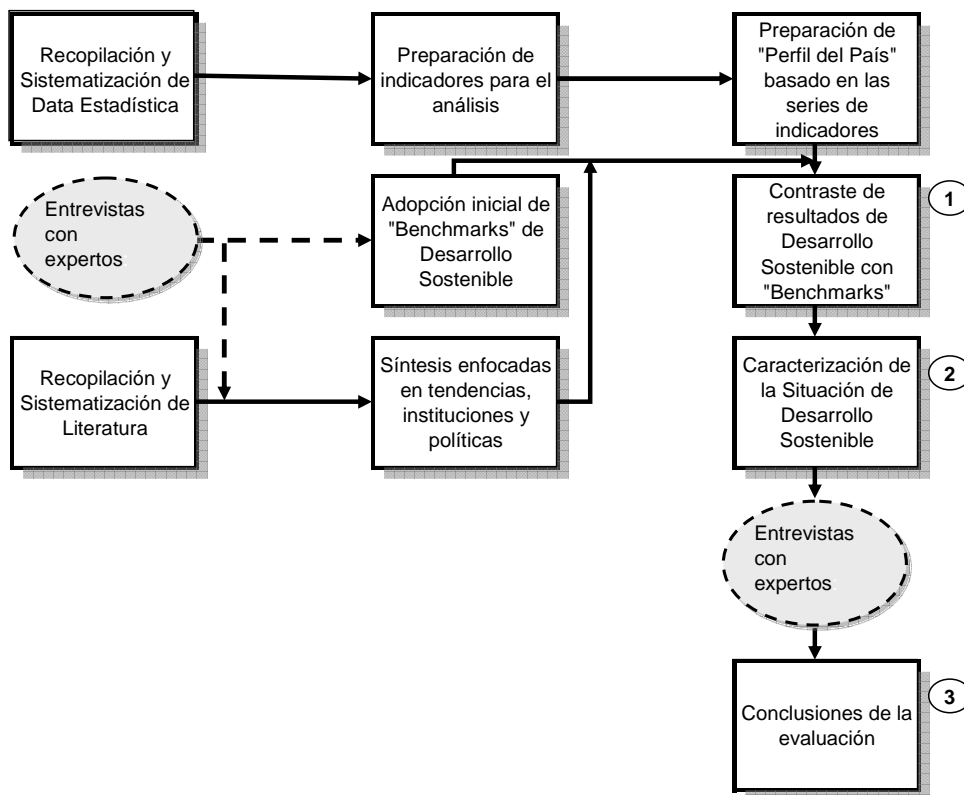 Recopilación y
Sistematización de
Data Estadística
Preparación de
indicadores para el
análisis
Preparación de
"Perfil del País"
basado en las
series de
indicadores
Entrevistas
con
expertos
Adopción inicial de
"Benchmarks" de
Desarrollo
Sostenible
Contraste de
resultados de
Desarrollo
Sostenible con
"Benchmarks"
1
Recopilación y
Sistematización de
Literatura
Síntesis enfocadas
en tendencias,
instituciones y
políticas
Caracterización de
la Situación de
Desarrollo
Sostenible
2
Entrevistas
con
expertos
Conclusiones de la
evaluación
3